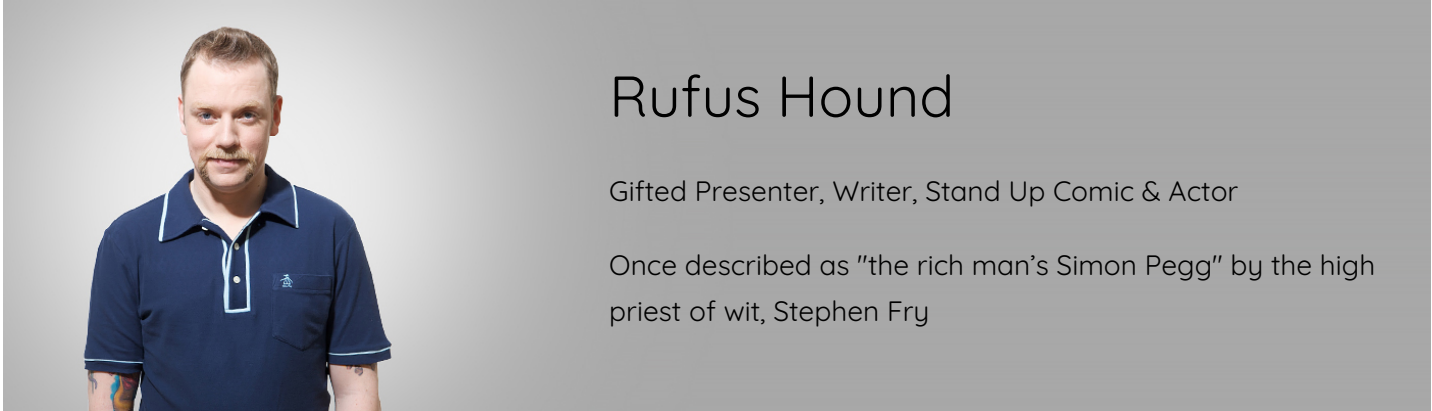 Rufus Hound
Gifted Presenter, Writer, Stand Up Comic & Actor
Once described as "the rich man’s Simon Pegg" by the high
priest of wit, Stephen Fry